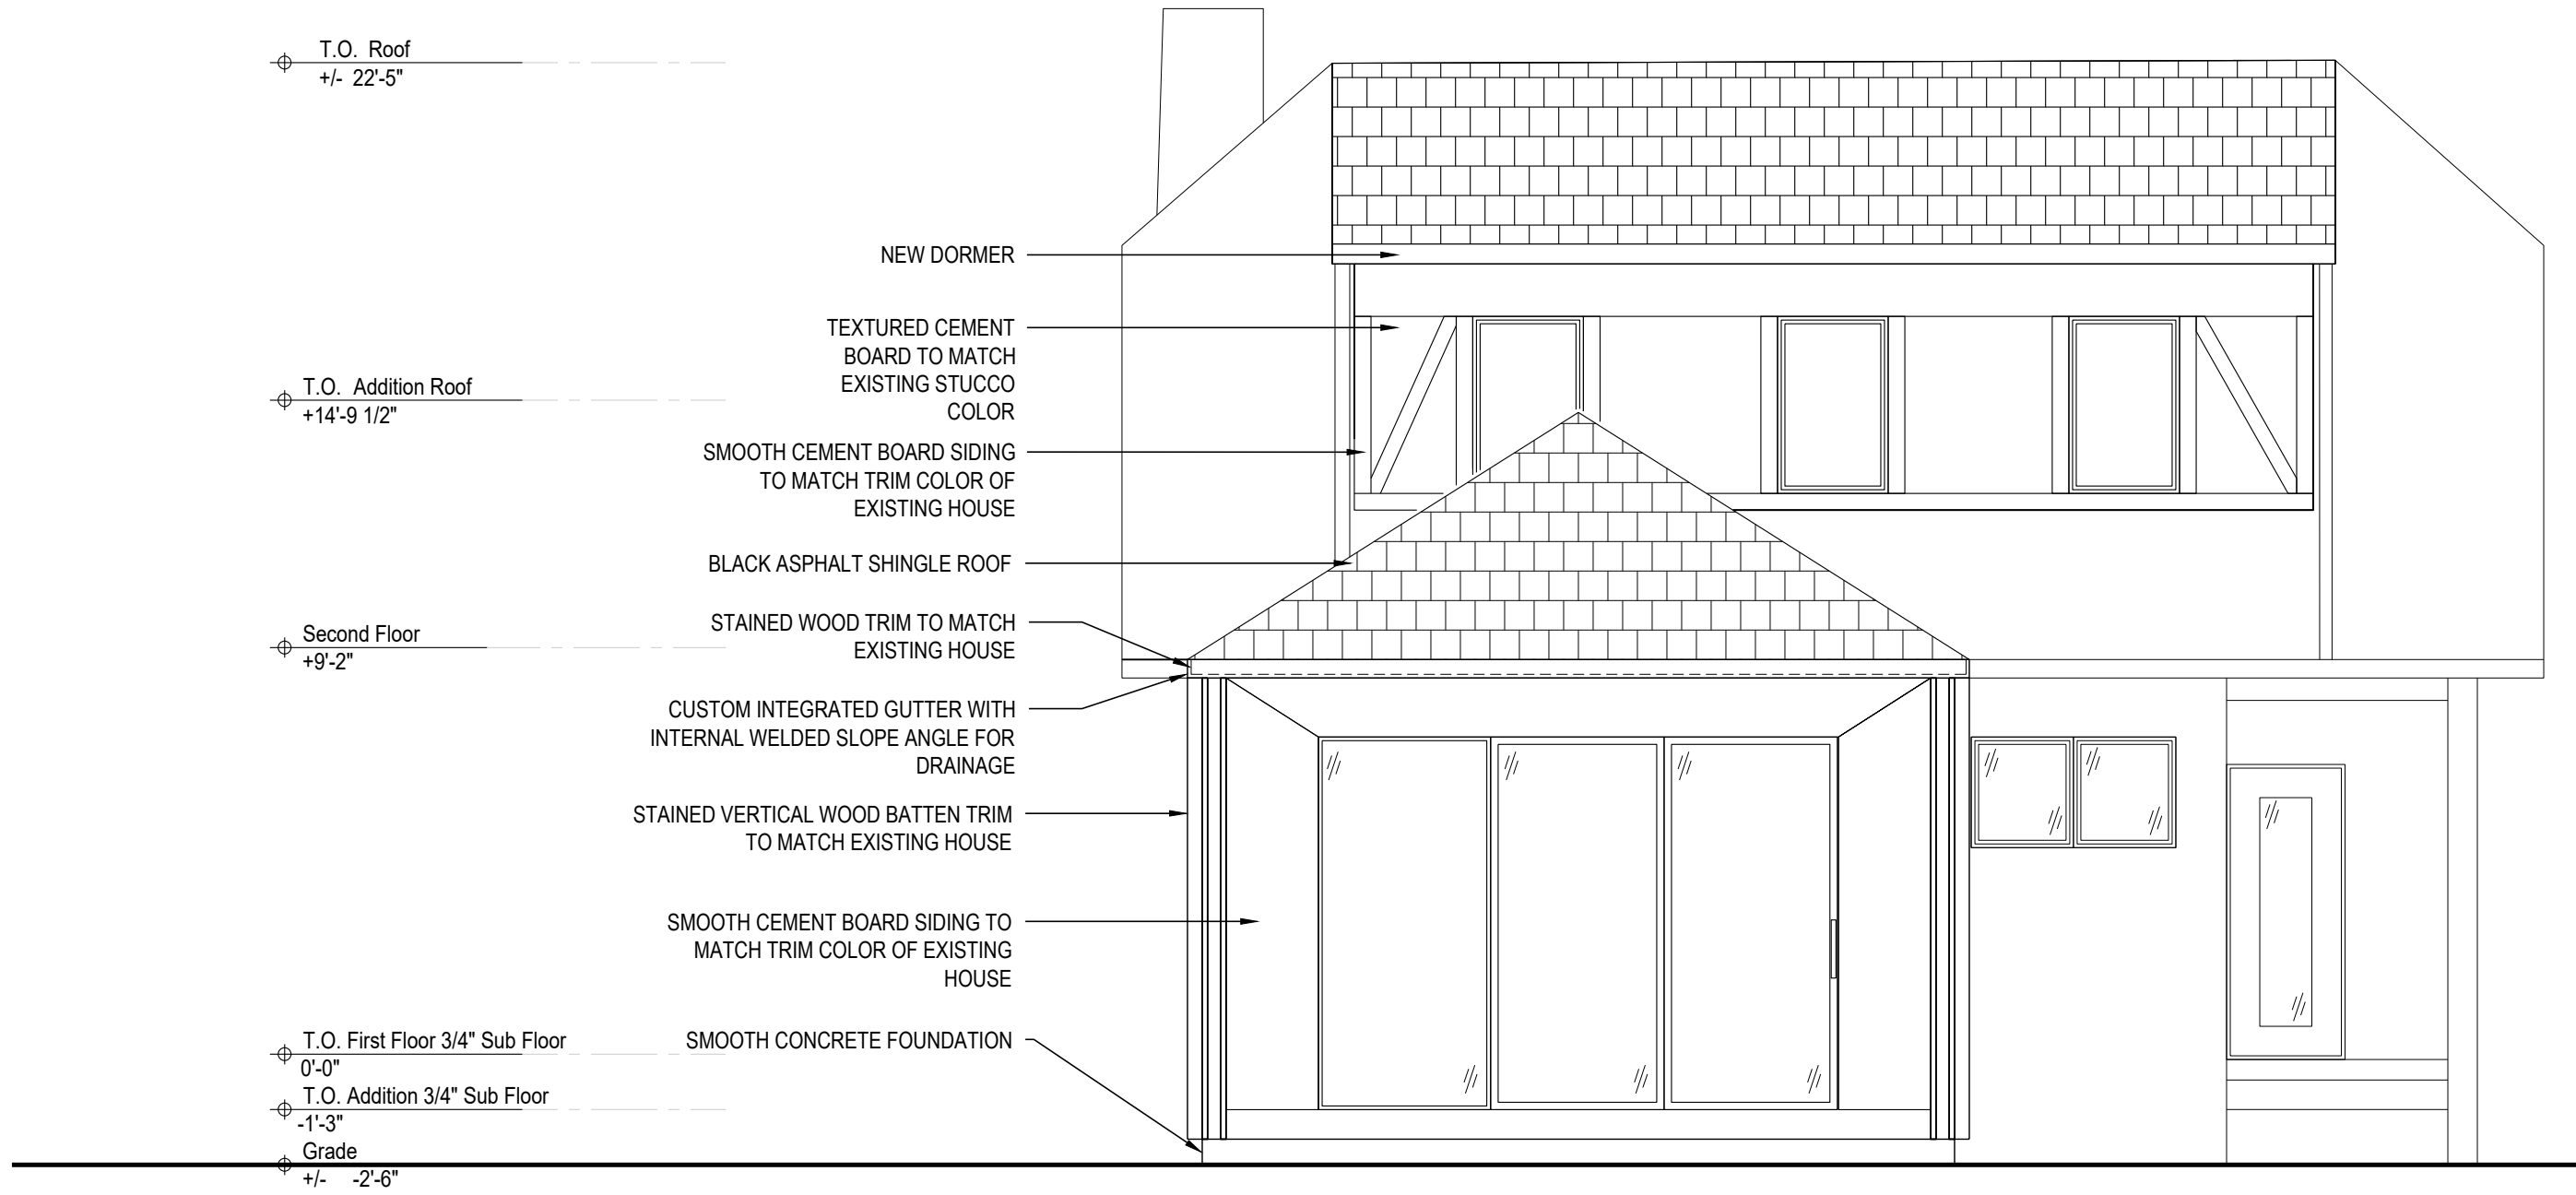 T.O. Roof
+/- 22'-5"
NEW DORMER
TEXTURED CEMENT
BOARD TO MATCH
EXISTING STUCCO
COLOR
T.O. Addition Roof
+14'-9 1/2"
SMOOTH CEMENT BOARD SIDING
TO MATCH TRIM COLOR OF
EXISTING HOUSE
BLACK ASPHALT SHINGLE ROOF
STAINED WOOD TRIM TO MATCH
EXISTING HOUSE
Second Floor
+9'-2"
CUSTOM INTEGRATED GUTTER WITH
INTERNAL WELDED SLOPE ANGLE FOR
DRAINAGE
STAINED VERTICAL WOOD BATTEN TRIM
TO MATCH EXISTING HOUSE
SMOOTH CEMENT BOARD SIDING TO
MATCH TRIM COLOR OF EXISTING
HOUSE
SMOOTH CONCRETE FOUNDATION
T.O. First Floor 3/4" Sub Floor
0'-0"
T.O. Addition 3/4" Sub Floor
-1'-3"
Grade
+/- -2'-6"